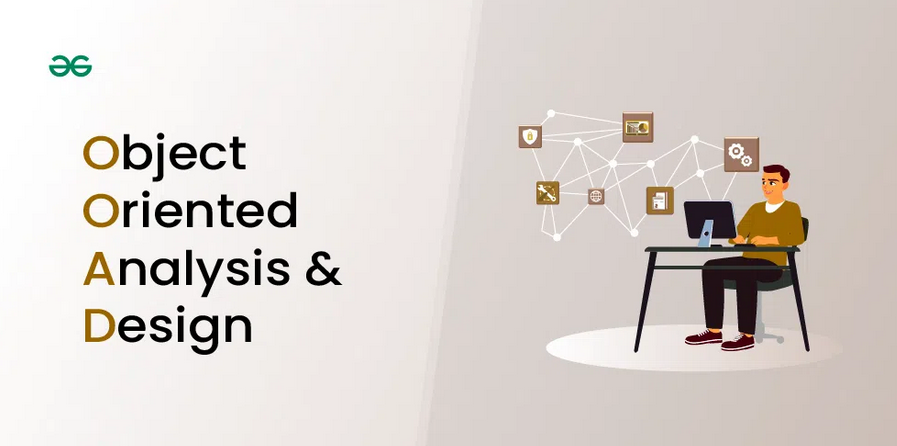 Object
Oriented
Analysis &
Design